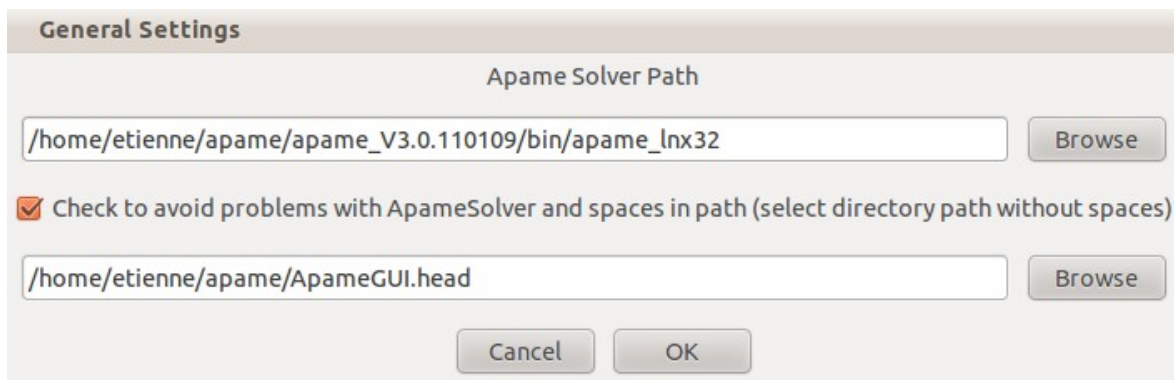 General Settings
Apame Solver Path
/home/etienne/apame/apame_V3.0.110109/bin/apame_lnx32 Browse
Check to avoid problems with ApameSolver and spaces in path (select directory path without spaces)
/home/etienne/apame/ApameGUI.head Browse
Cancel OK